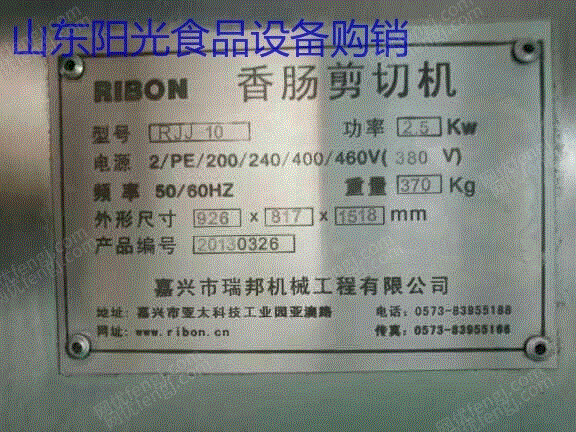 山东阳光食品设备购销
RIBON 香肠剪切机
型号 RJJ 10 功率 2.5 Kw
电源 2/PE/200/240/400/460V( 380 V)
频率 50/60HZ 重量 370 Kg
外形尺寸 926 × 817 × 1518 mm
产品编号 20130326
嘉兴市瑞邦机械工程有限公司
地址: 嘉兴市亚太科技工业园亚澳路 电话: 0573-83955188
网址: www.ribon.cn 传真: 0573-83955166